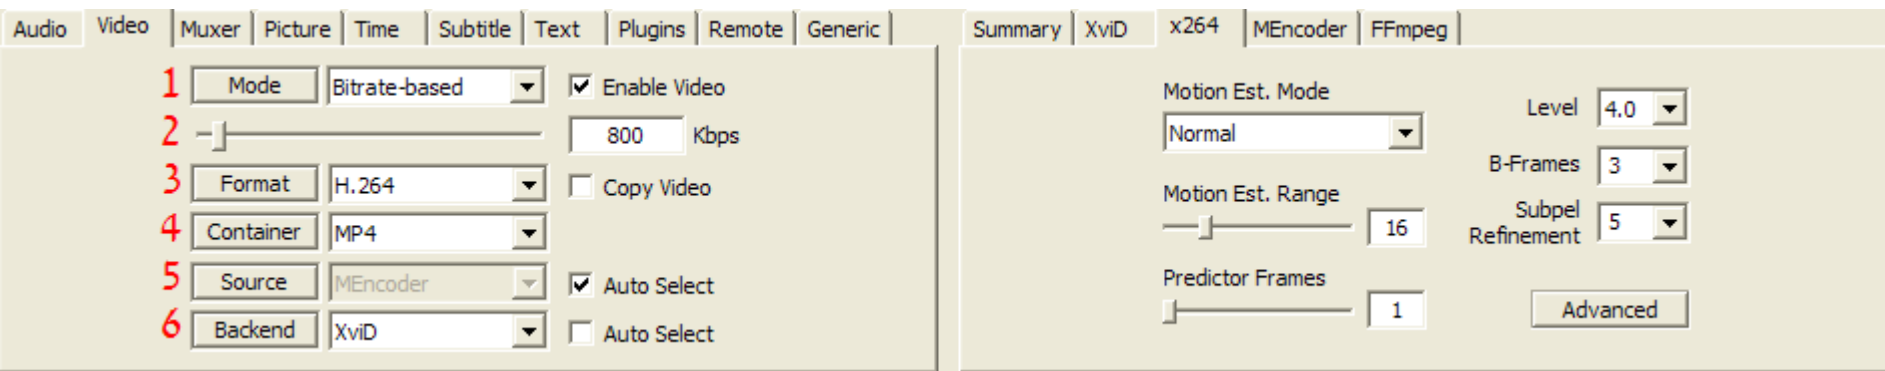 Audio Video Muxer Picture Time Subtitle Text Plugins Remote Generic
1 Mode Bitrate-based Enable Video
2 800 Kbps
3 Format H.264 Copy Video
4 Container MP4
5 Source MEncoder Auto Select
6 Backend XviD Auto Select
Summary XviD x264 MEncoder FFmpeg
Motion Est. Mode
Normal
Motion Est. Range
16
Predictor Frames
1
Level 4.0
B-Frames 3
Subpel
Refinement 5
Advanced